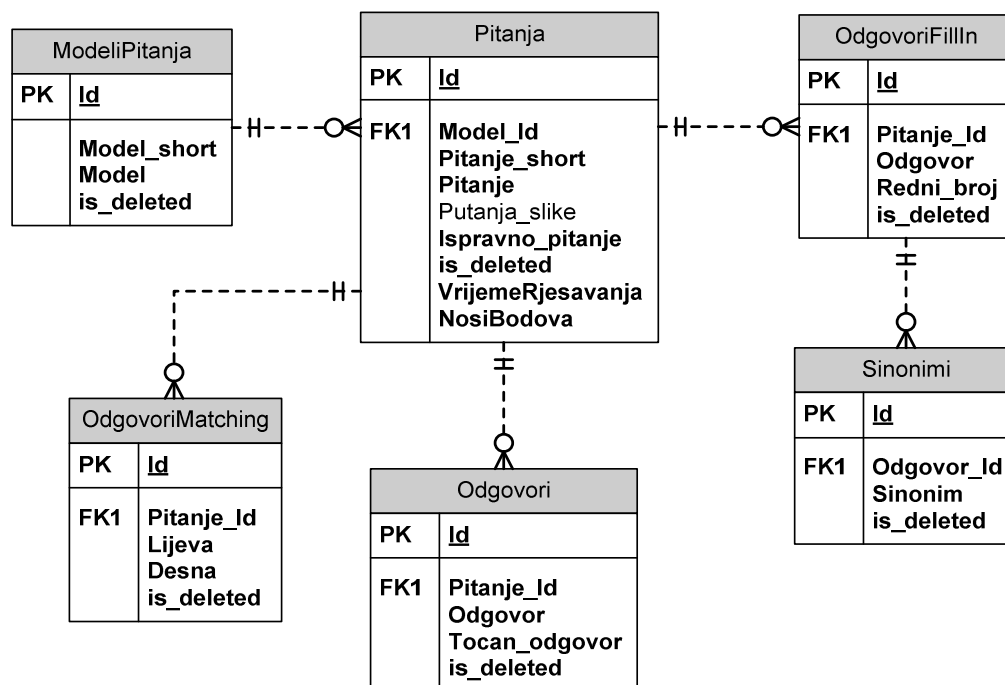 ModeliPitanja
PK Id
Model_short
Model
is_deleted
Pitanja
PK Id
FK1 Model_Id
Pitanje_short
Pitanje
Putanja_slike
Ispravno_pitanje
is_deleted
VrijemeRjesavanja
NosiBodova
OdgovoriFillIn
PK Id
FK1 Pitanje_Id
Odgovor
Redni_broj
is_deleted
OdgovoriMatching
PK Id
FK1 Pitanje_Id
Lijeva
Desna
is_deleted
Odgovori
PK Id
FK1 Pitanje_Id
Odgovor
Tocan_odgovor
is_deleted
Sinonimi
PK Id
FK1 Odgovor_Id
Sinonim
is_deleted